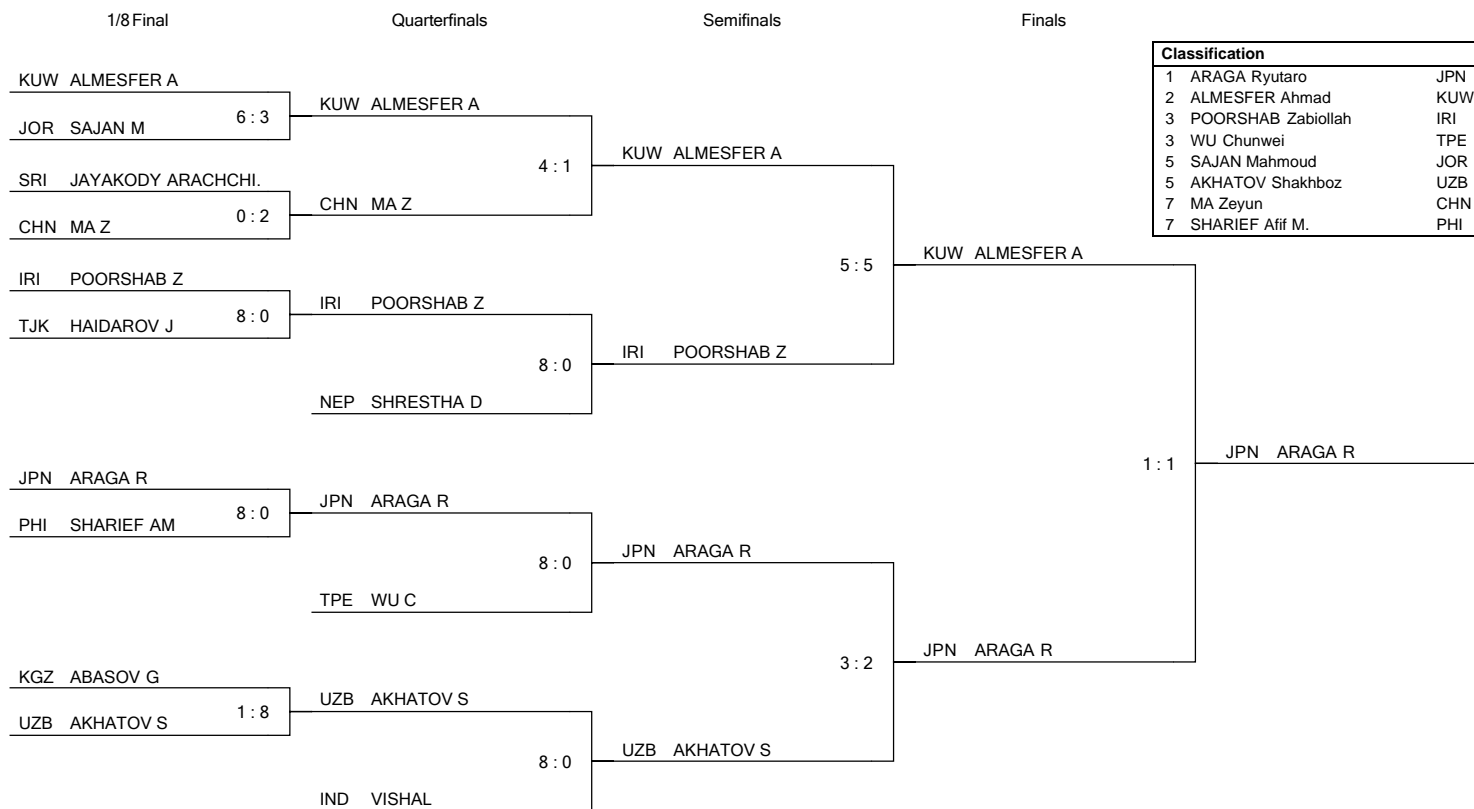 1/8 Final Quarterfinals Semifinals Finals
Classification
1 ARAGA Ryutaro JPN
2 ALMESFER Ahmad KUW
3 POORSHAB Zabiollah IRI
3 WU Chunwei TPE
5 SAJAN Mahmoud JOR
5 AKHATOV Shakhboz UZB
7 MA Zeyun CHN
7 SHARIEF Afif M. PHI
KUW ALMESFER A
6 : 3
JOR SAJAN M
KUW ALMESFER A
SRI JAYAKODY ARACHCHI.
0 : 2
CHN MA Z
CHN MA Z
4 : 1
KUW ALMESFER A
IRI POORSHAB Z
8 : 0
TJK HAIDAROV J
IRI POORSHAB Z
8 : 0
NEP SHRESTHA D
IRI POORSHAB Z
5 : 5
KUW ALMESFER A
JPN ARAGA R
8 : 0
PHI SHARIEF AM
JPN ARAGA R
8 : 0
TPE WU C
JPN ARAGA R
KGZ ABASOV G
1 : 8
UZB AKHATOV S
UZB AKHATOV S
8 : 0
IND VISHAL
UZB AKHATOV S
3 : 2
JPN ARAGA R
1 : 1
JPN ARAGA R